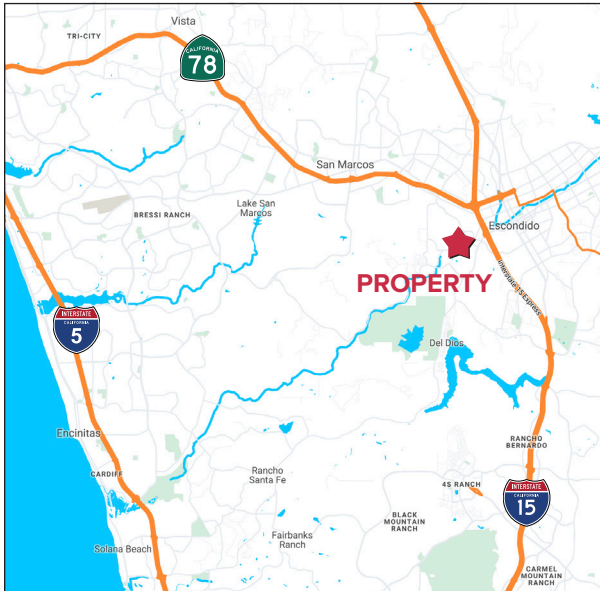 Vista
TRI-CITY
CALIFORNIA
78
San Marcos
Lake San
Marcos
BRESSI RANCH
Escondido
PROPERTY
Interstate 15 Express
INTERSTATE
CALIFORNIA
5
Del Dios
Encinitas
RANCHO
BERNARDO
CARDIFF
Rancho
Santa Fe
4S RANCH
INTERSTATE
CALIFORNIA
15
BLACK
MOUNTAIN
RANCH
Fairbanks
Ranch
Solana Beach
CARMEL
MOUNTAIN
RANCH